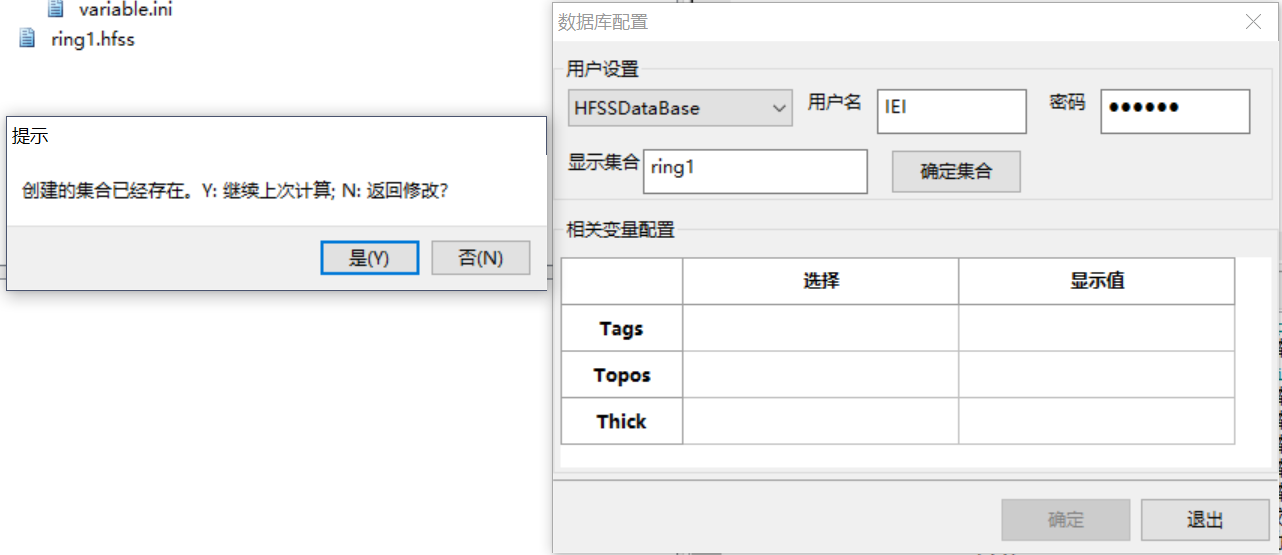 variable.ini
ring1.hfss
提示
创建的集合已经存在。Y: 继续上次计算; N: 返回修改?
是(Y)
否(N)
数据库配置
用户设置
HFSSDataBase
用户名
IEI
密码
●●●●●●
显示集合
ring1
确定集合
相关变量配置
选择
显示值
Tags
Topos
Thick
确定
退出